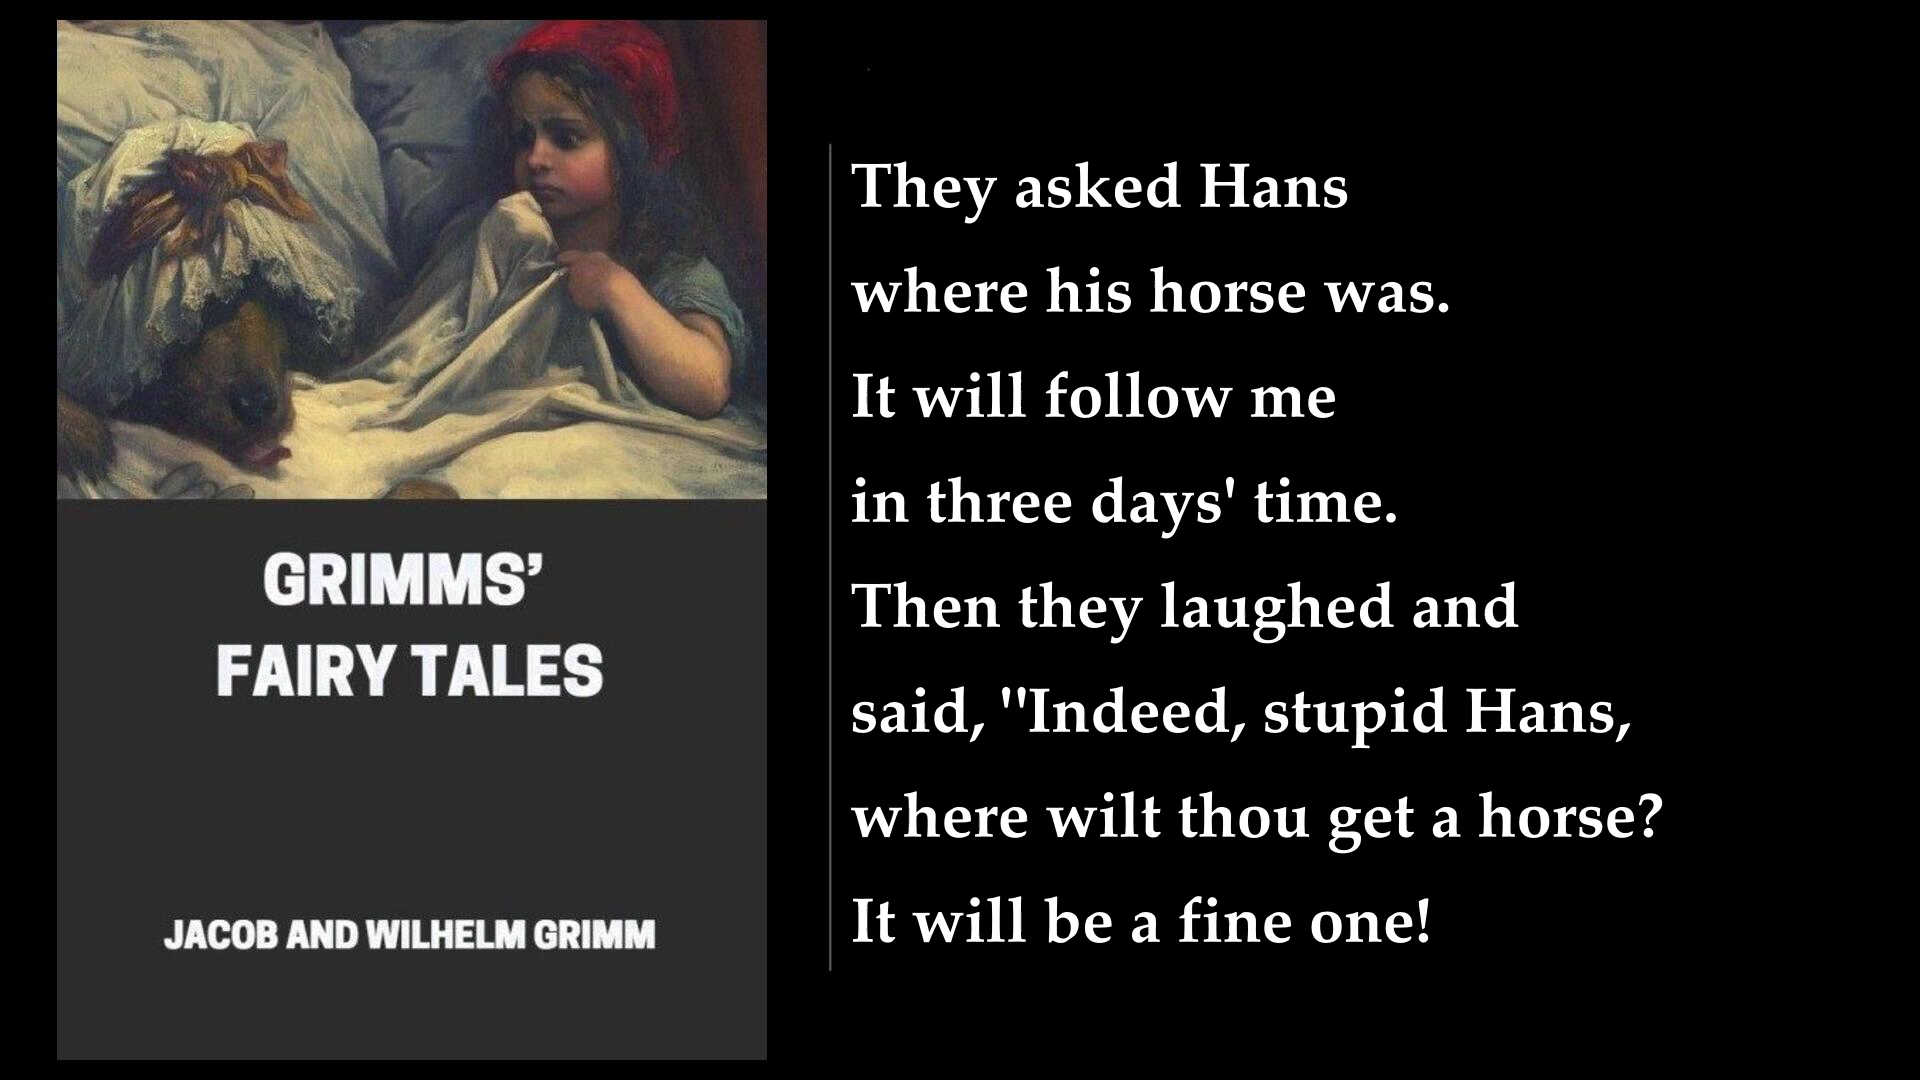 GRIMMS’
FAIRY TALES
JACOB AND WILHELM GRIMM
They asked Hans
where his horse was.
It will follow me
in three days' time.
Then they laughed and
said, "Indeed, stupid Hans,
where wilt thou get a horse?
It will be a fine one!